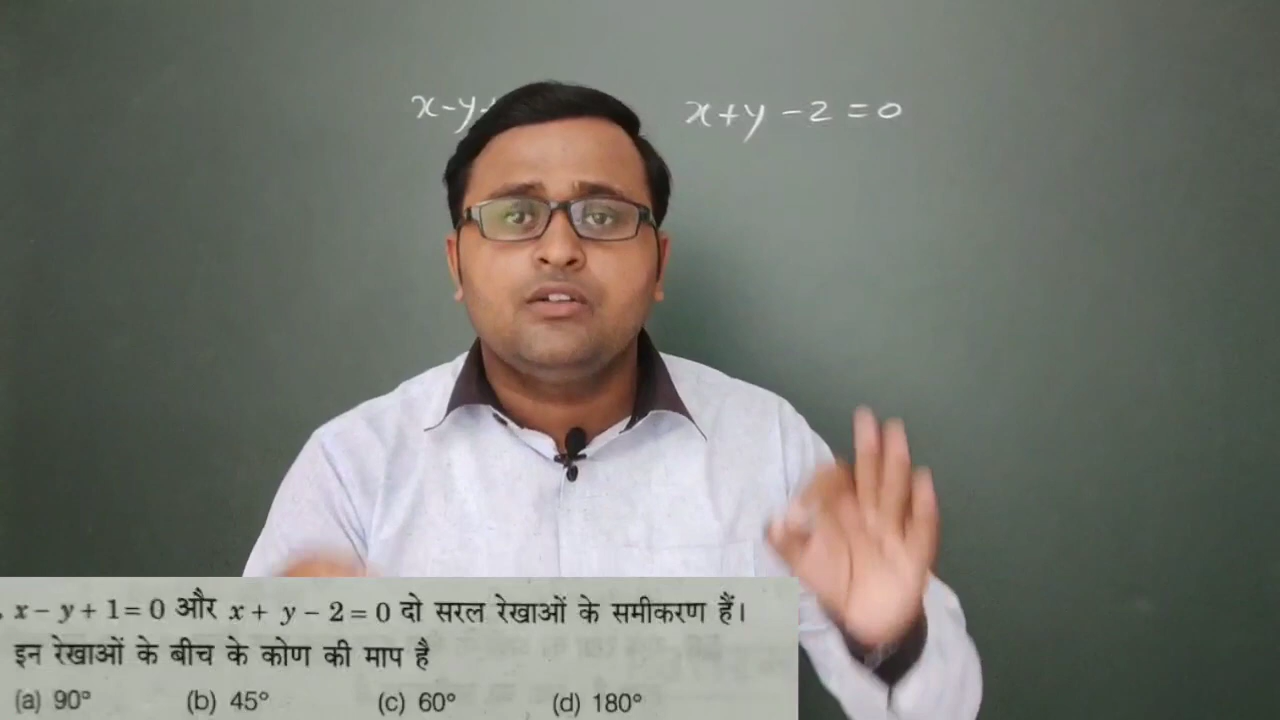 x-y+
x+y-2=0
x - y + 1 = 0 और x + y - 2 = 0 दो सरल रेखाओं के समीकरण हैं।
इन रेखाओं के बीच के कोण की माप है
(a) 90° (b) 45° (c) 60° (d) 180°